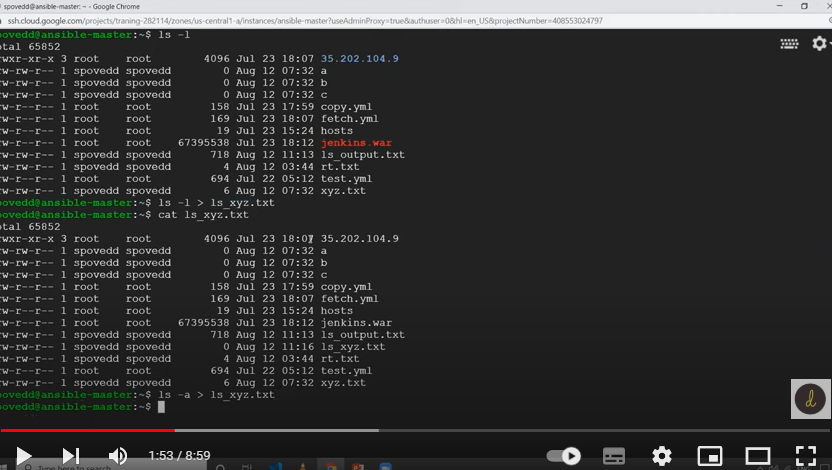 spovedd@ansible-master: ~ - Google Chrome
ssh.cloud.google.com/projects/traning-282114/zones/us-central1-a/instances/ansible-master?useAdminProxy=true&authuser=0&hl=en_US&projectNumber=408553024797
povedd@ansible-master:~$ ls -l
otal 65852
rwxr-xr-x 3 root root 4096 Jul 23 18:07 35.202.104.9
rw-rw-r-- 1 spovedd spovedd 0 Aug 12 07:32 a
rw-rw-r-- 1 spovedd spovedd 0 Aug 12 07:32 b
rw-rw-r-- 1 spovedd spovedd 0 Aug 12 07:32 c
rw-r--r-- 1 root root 158 Jul 23 17:59 copy.yml
rw-r--r-- 1 root root 169 Jul 23 18:07 fetch.yml
rw-r--r-- 1 root root 19 Jul 23 15:24 hosts
rw-r--r-- 1 root root 67395538 Jul 23 18:12 jenkins.war
rw-rw-r-- 1 spovedd spovedd 718 Aug 12 11:13 ls_output.txt
rw-rw-r-- 1 spovedd spovedd 4 Aug 12 03:44 rt.txt
rw-r--r-- 1 root root 694 Jul 22 05:12 test.yml
rw-rw-r-- 1 spovedd spovedd 6 Aug 12 07:32 xyz.txt
povedd@ansible-master:~$ ls -l > ls_xyz.txt
povedd@ansible-master:~$ cat ls_xyz.txt
otal 65852
rwxr-xr-x 3 root root 4096 Jul 23 18:07 35.202.104.9
rw-rw-r-- 1 spovedd spovedd 0 Aug 12 07:32 a
rw-rw-r-- 1 spovedd spovedd 0 Aug 12 07:32 b
rw-rw-r-- 1 spovedd spovedd 0 Aug 12 07:32 c
rw-r--r-- 1 root root 158 Jul 23 17:59 copy.yml
rw-r--r-- 1 root root 169 Jul 23 18:07 fetch.yml
rw-r--r-- 1 root root 19 Jul 23 15:24 hosts
rw-r--r-- 1 root root 67395538 Jul 23 18:12 jenkins.war
rw-rw-r-- 1 spovedd spovedd 718 Aug 12 11:13 ls_output.txt
rw-rw-r-- 1 spovedd spovedd 0 Aug 12 11:16 ls_xyz.txt
rw-rw-r-- 1 spovedd spovedd 4 Aug 12 03:44 rt.txt
rw-r--r-- 1 root root 694 Jul 22 05:12 test.yml
rw-rw-r-- 1 spovedd spovedd 6 Aug 12 07:32 xyz.txt
povedd@ansible-master:~$ ls -a > ls_xyz.txt
povedd@ansible-master:~$
d
1:53 / 8:59
Type here to search